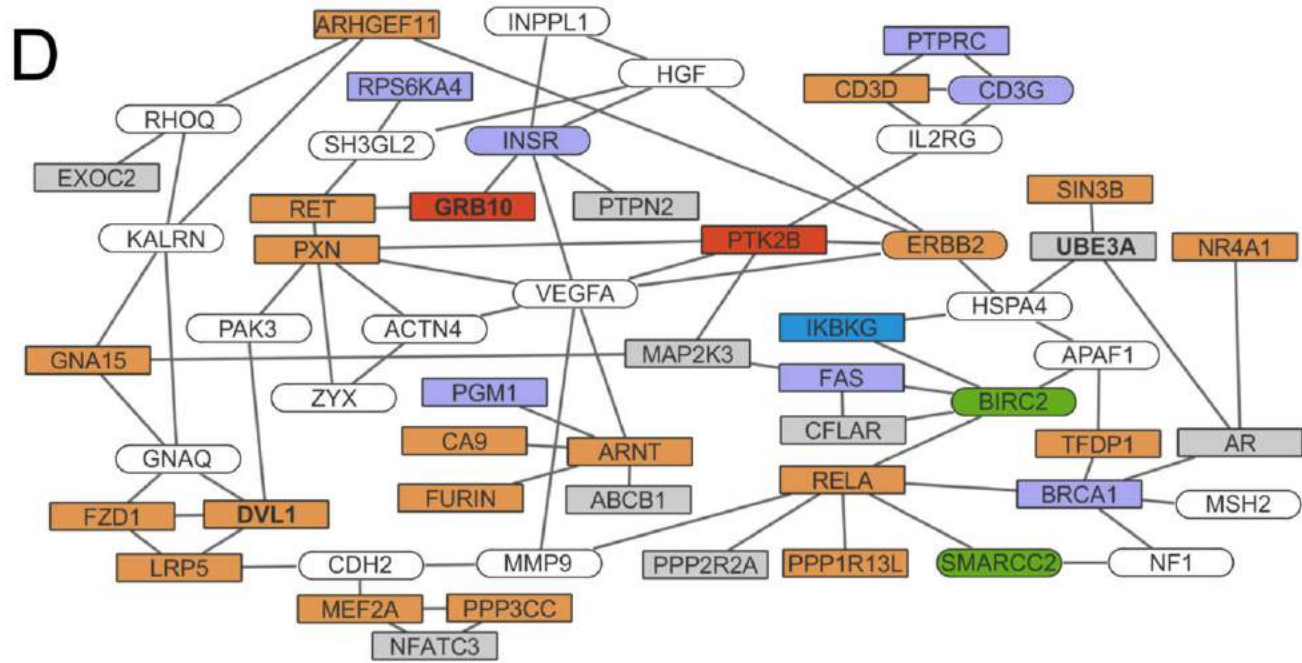 D
ARHGEF11
INPPL1
PTPRC
HGF
RPS6KA4
CD3D
CD3G
RHOQ
SH3GL2
INSR
IL2RG
EXOC2
SIN3B
RET
GRB10
PTPN2
KALRN
PXN
PTK2B
ERBB2
UBE3A
NR4A1
VEGFA
HSPA4
PAK3
ACTN4
IKBKG
GNA15
MAP2K3
APAF1
FAS
ZYX
PGM1
BIRC2
CFLAR
CA9
ARNT
TFDP1
AR
GNAQ
RELA
FURIN
ABCB1
BRCA1
MSH2
FZD1
DVL1
LRP5
CDH2
MMP9
PPP2R2A
PPP1R13L
SMARCC2
NF1
MEF2A
PPP3CC
NFATC3